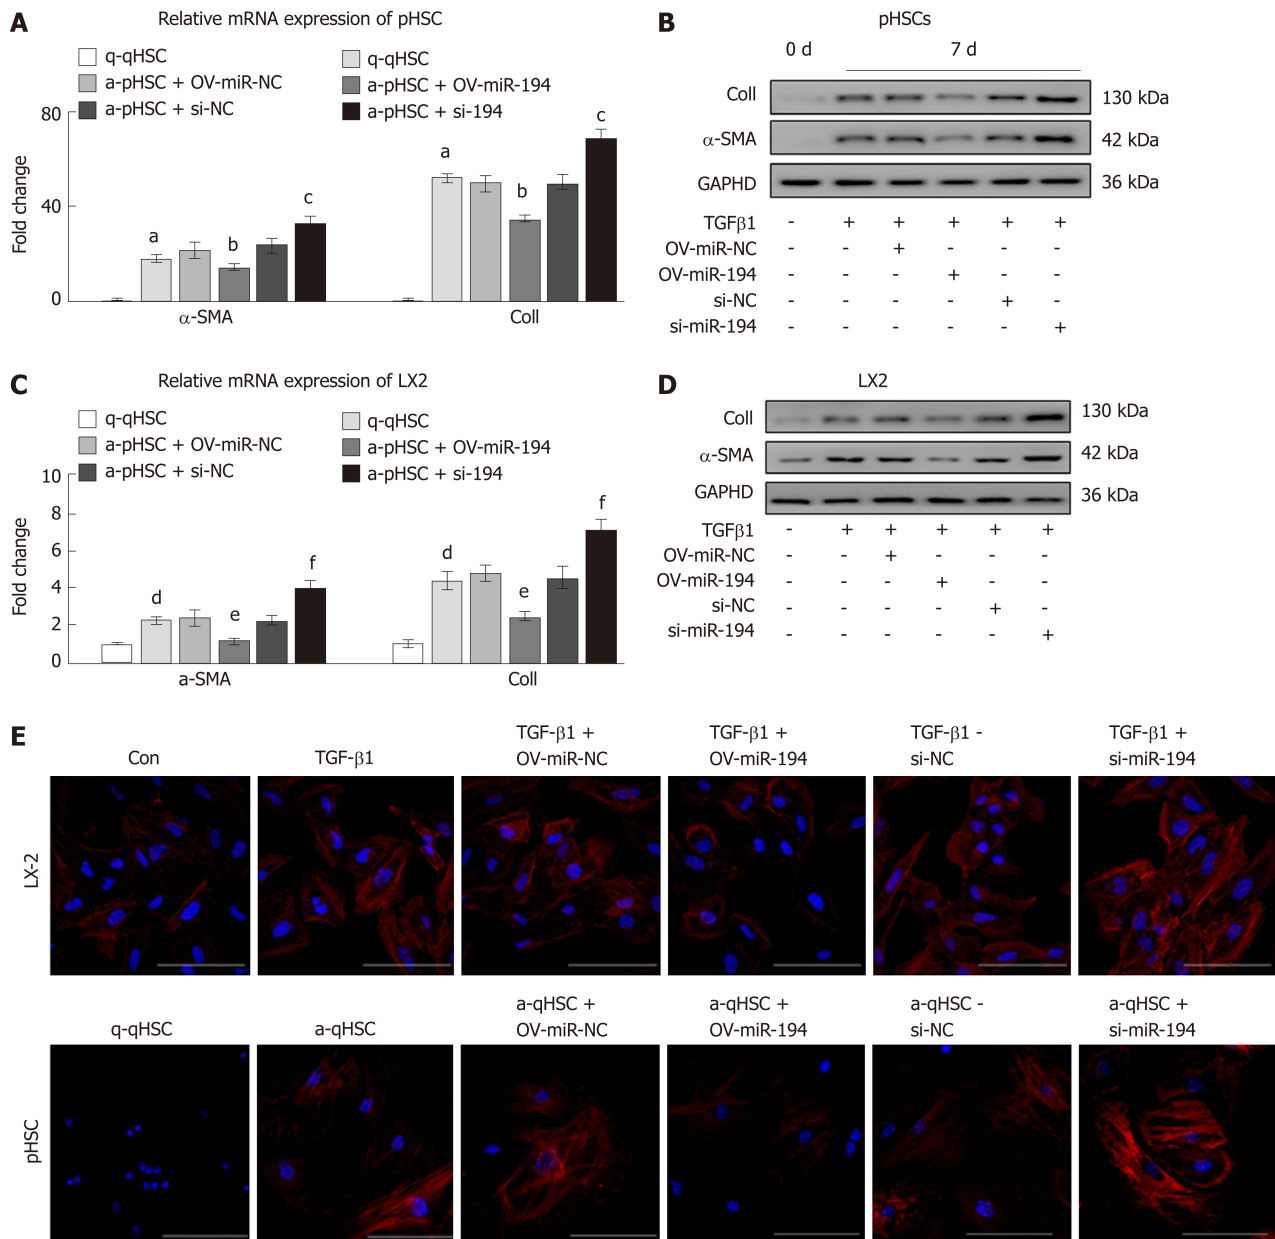 A
Relative mRNA expression of pHSC
q-qHSC
q-qHSC
a-pHSC + OV-miR-NC
a-pHSC + OV-miR-194
a-pHSC + si-NC
a-pHSC + si-194
Fold change
80
40
0
a
b
c
a
b
c
α-SMA
Coll
B
pHSCs
0 d
7 d
Coll
130 kDa
α-SMA
42 kDa
GAPHD
36 kDa
TGFβ1 - + + + + +
OV-miR-NC - - + - - -
OV-miR-194 - - - + - -
si-NC - - - - + -
si-miR-194 - - - - - +
C
Relative mRNA expression of LX2
q-qHSC
q-qHSC
a-pHSC + OV-miR-NC
a-pHSC + OV-miR-194
a-pHSC + si-NC
a-pHSC + si-194
Fold change
10
8
6
4
2
0
d
e
f
d
e
f
a-SMA
Coll
D
LX2
Coll
130 kDa
α-SMA
42 kDa
GAPHD
36 kDa
TGFβ1 - + + + + +
OV-miR-NC - - + - - -
OV-miR-194 - - - + - -
si-NC - - - - + -
si-miR-194 - - - - - +
E
Con
TGF-β1
TGF-β1 +
OV-miR-NC
TGF-β1 +
OV-miR-194
TGF-β1 -
si-NC
TGF-β1 +
si-miR-194
LX-2
q-qHSC
a-qHSC
a-qHSC +
OV-miR-NC
a-qHSC +
OV-miR-194
a-qHSC -
si-NC
a-qHSC +
si-miR-194
pHSC